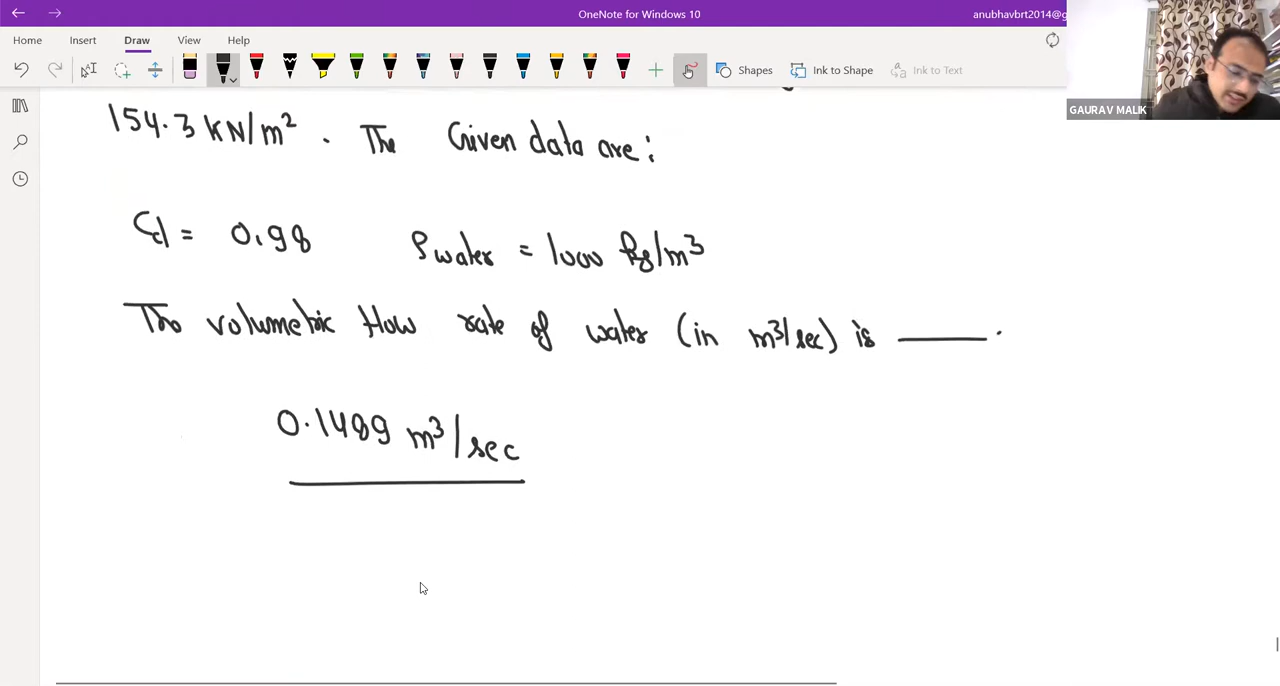 OneNote for Windows 10
anubhavbrt2014@g
Home Insert Draw View Help
Shapes Ink to Shape Ink to Text
GAURAV MALIK
154.3 KN/m². The Given data are:
Cd = 0.98 ρwater = 1000 kg/m³
The volumetric flow rate of water (in m³/sec) is ______.
0.1489 m³/sec